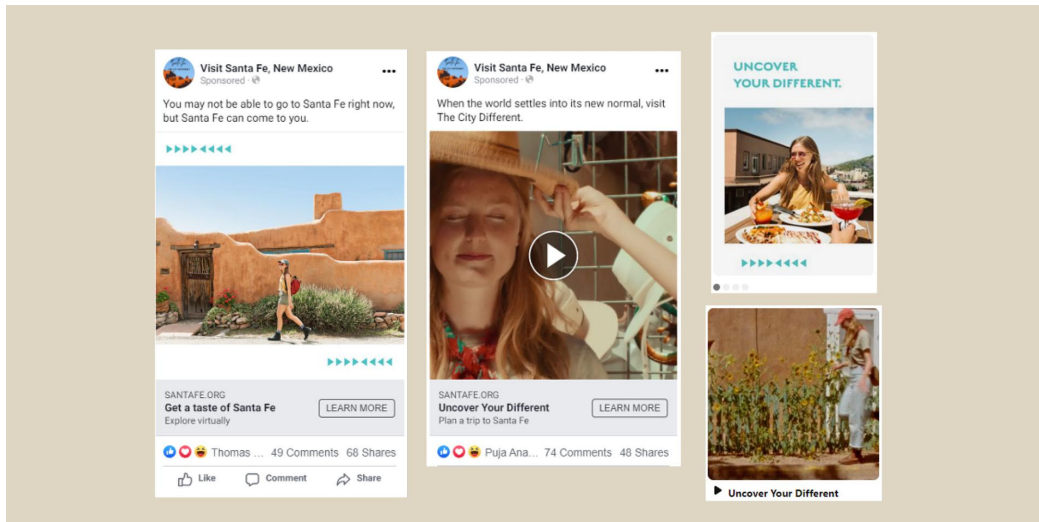 Visit Santa Fe, New Mexico
Sponsored ·
You may not be able to go to Santa Fe right now,
but Santa Fe can come to you.
SANTAFE.ORG
Get a taste of Santa Fe
Explore virtually
LEARN MORE
Thomas ... 49 Comments 68 Shares
Like Comment Share
Visit Santa Fe, New Mexico
Sponsored ·
When the world settles into its new normal, visit
The City Different.
SANTAFE.ORG
Uncover Your Different
Plan a trip to Santa Fe
LEARN MORE
Puja Ana... 74 Comments 48 Shares
UNCOVER
YOUR DIFFERENT.
Uncover Your Different